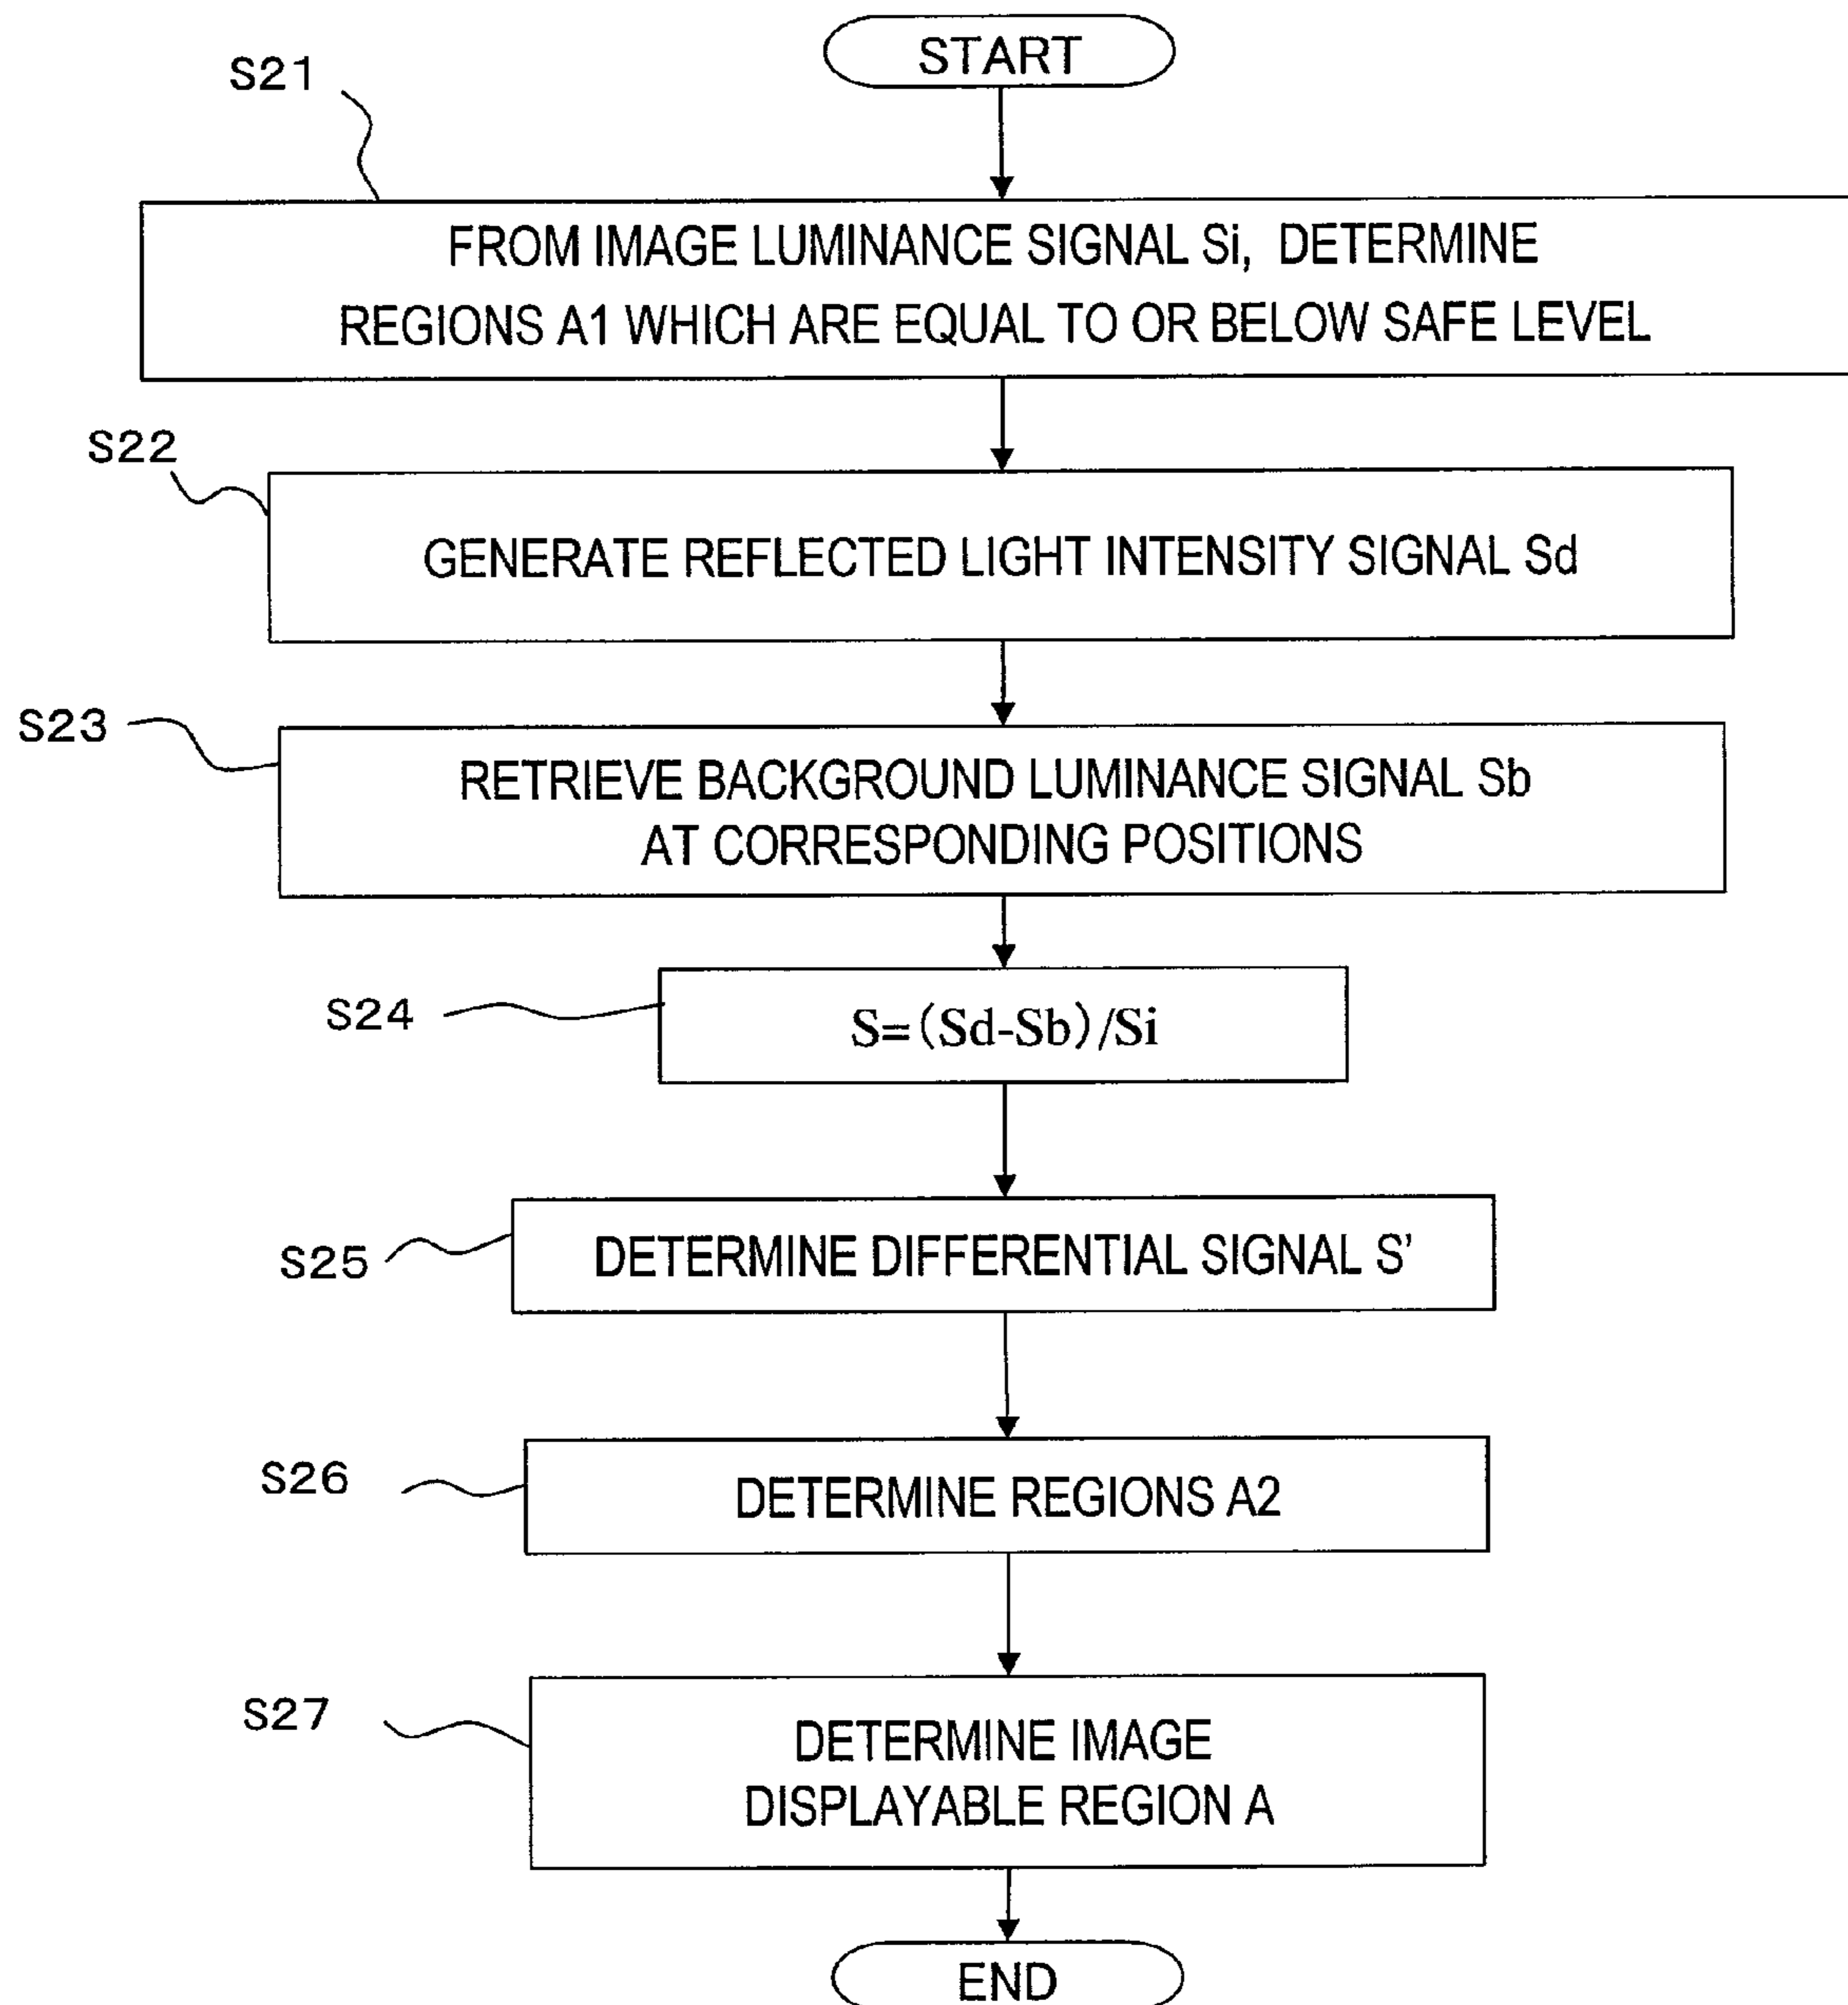 START
S21
FROM IMAGE LUMINANCE SIGNAL Si, DETERMINE
REGIONS A1 WHICH ARE EQUAL TO OR BELOW SAFE LEVEL
S22
GENERATE REFLECTED LIGHT INTENSITY SIGNAL Sd
S23
RETRIEVE BACKGROUND LUMINANCE SIGNAL Sb
AT CORRESPONDING POSITIONS
S24
S=(Sd-Sb)/Si
S25
DETERMINE DIFFERENTIAL SIGNAL S'
S26
DETERMINE REGIONS A2
S27
DETERMINE IMAGE
DISPLAYABLE REGION A
END